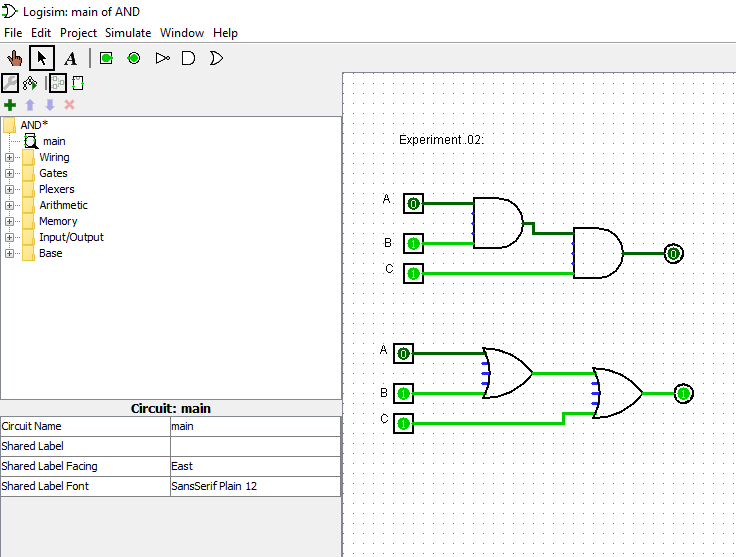 Logisim: main of AND
File Edit Project Simulate Window Help
A
AND*
main
Wiring
Gates
Plexers
Arithmetic
Memory
Input/Output
Base
Circuit: main
Circuit Name main
Shared Label
Shared Label Facing East
Shared Label Font SansSerif Plain 12
Experiment .02:
A 0
B 1
C 1
0
A 0
B 1
C 1
1